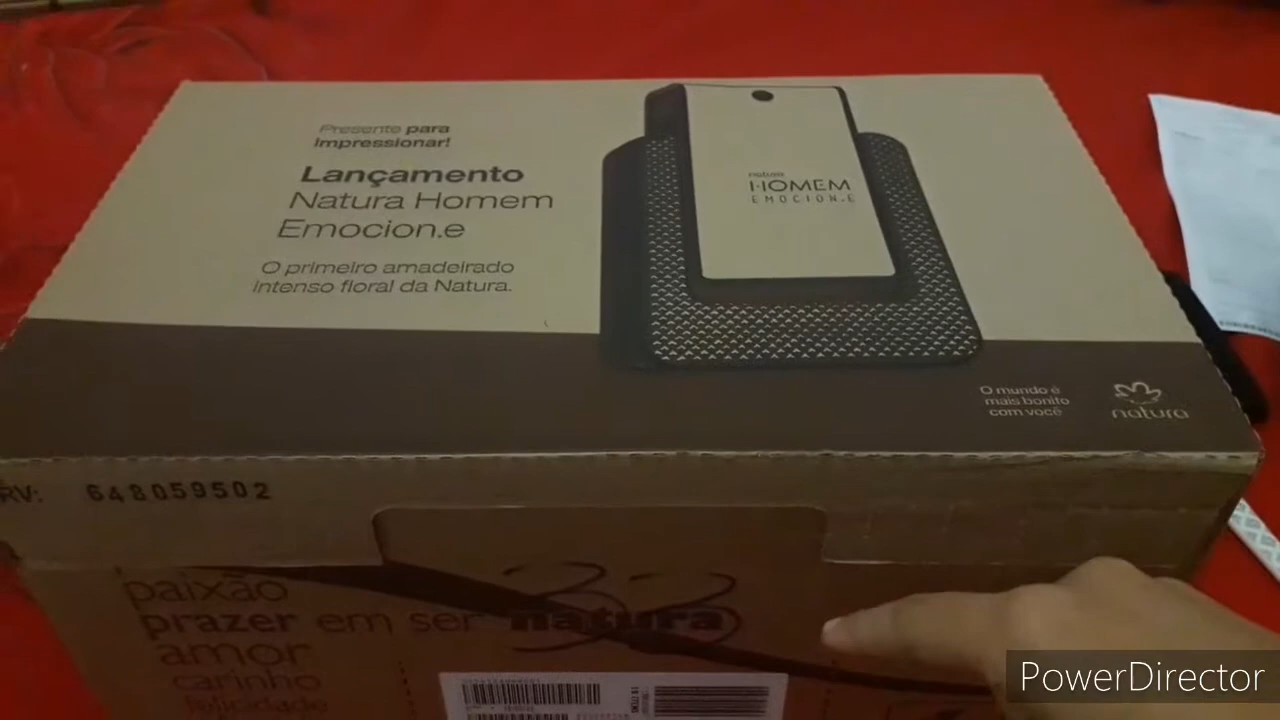 Presente para
Impressionar!
Lançamento
Natura Homem
Emocion.e
O primeiro amadeirado
intenso floral da Natura.
natura
HOMEM
EMOCION.E
O mundo é
mais bonito
com você
natura
RV: 648059502
paixão
prazer em ser natura
amor
carinho
felicidade
PowerDirector